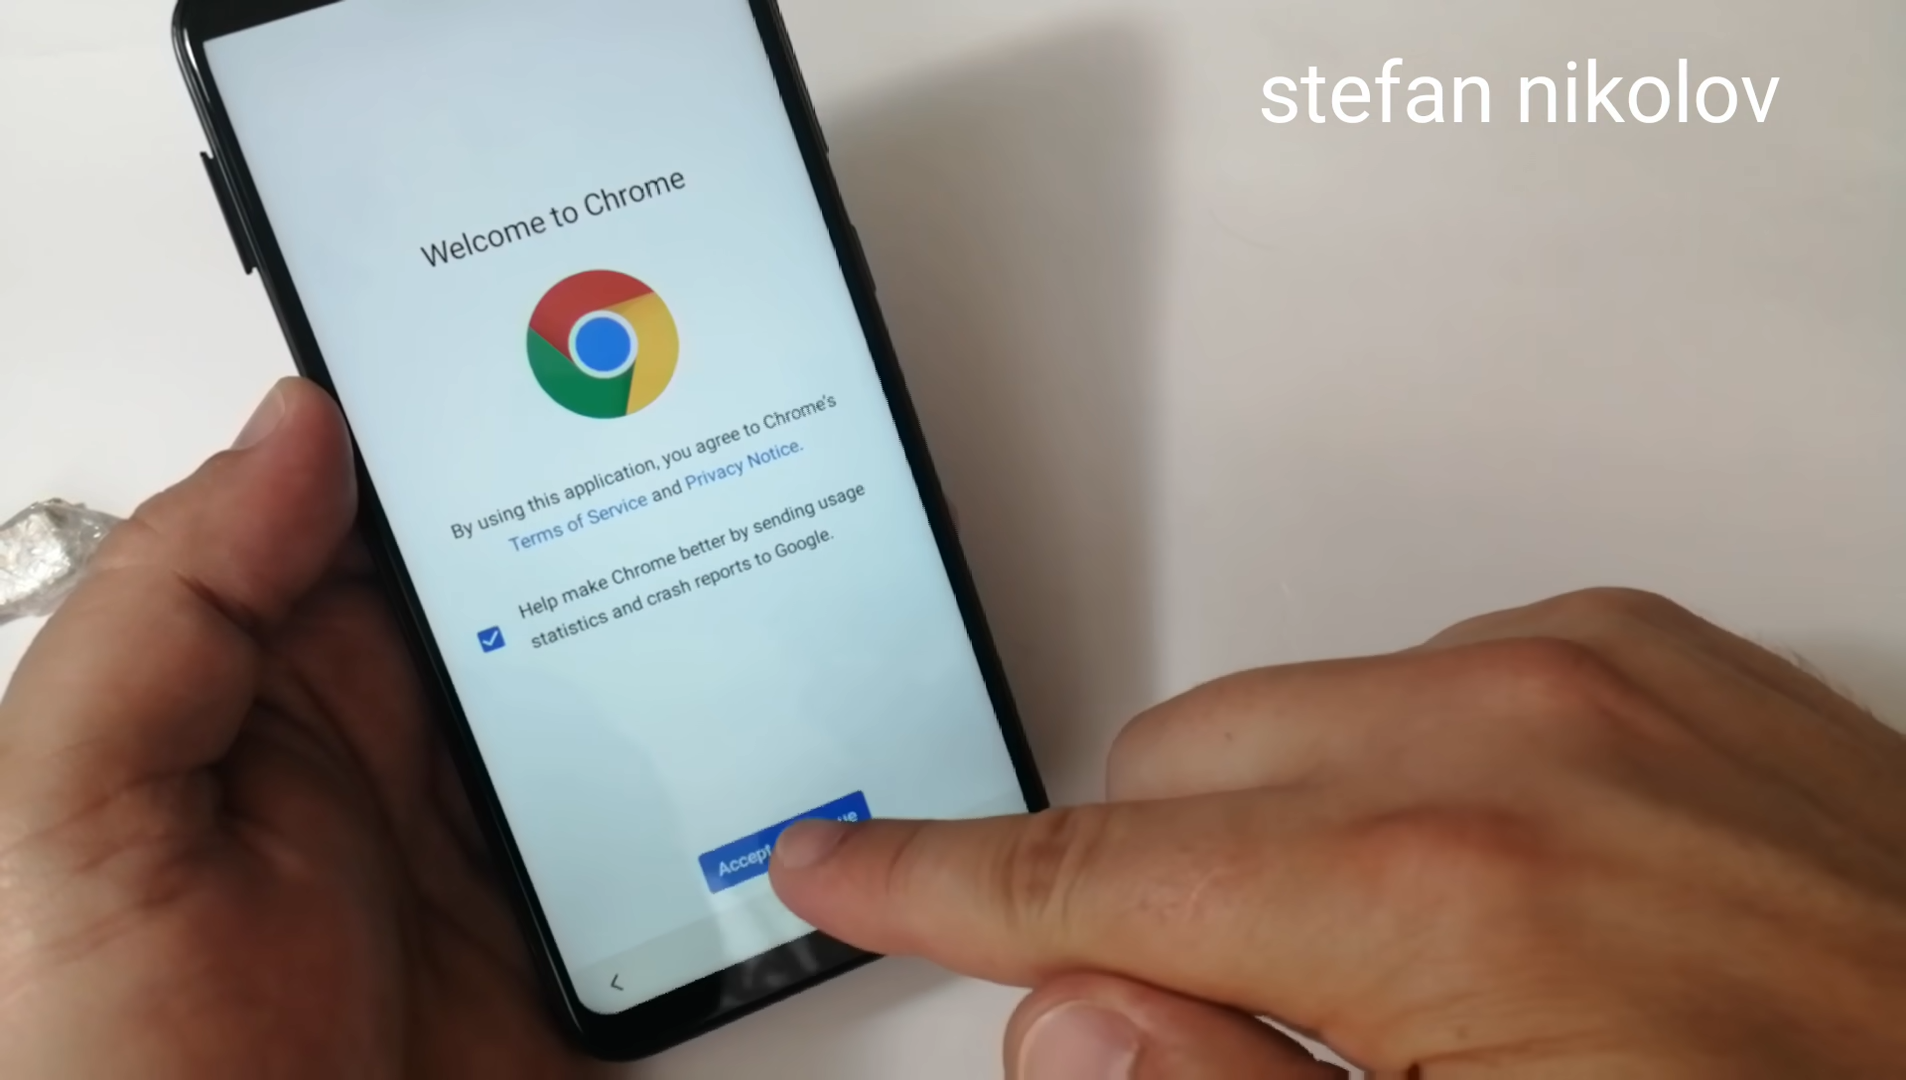 stefan nikolov
Welcome to Chrome
By using this application, you agree to Chrome's
Terms of Service and Privacy Notice.
Help make Chrome better by sending usage
statistics and crash reports to Google.
Accept